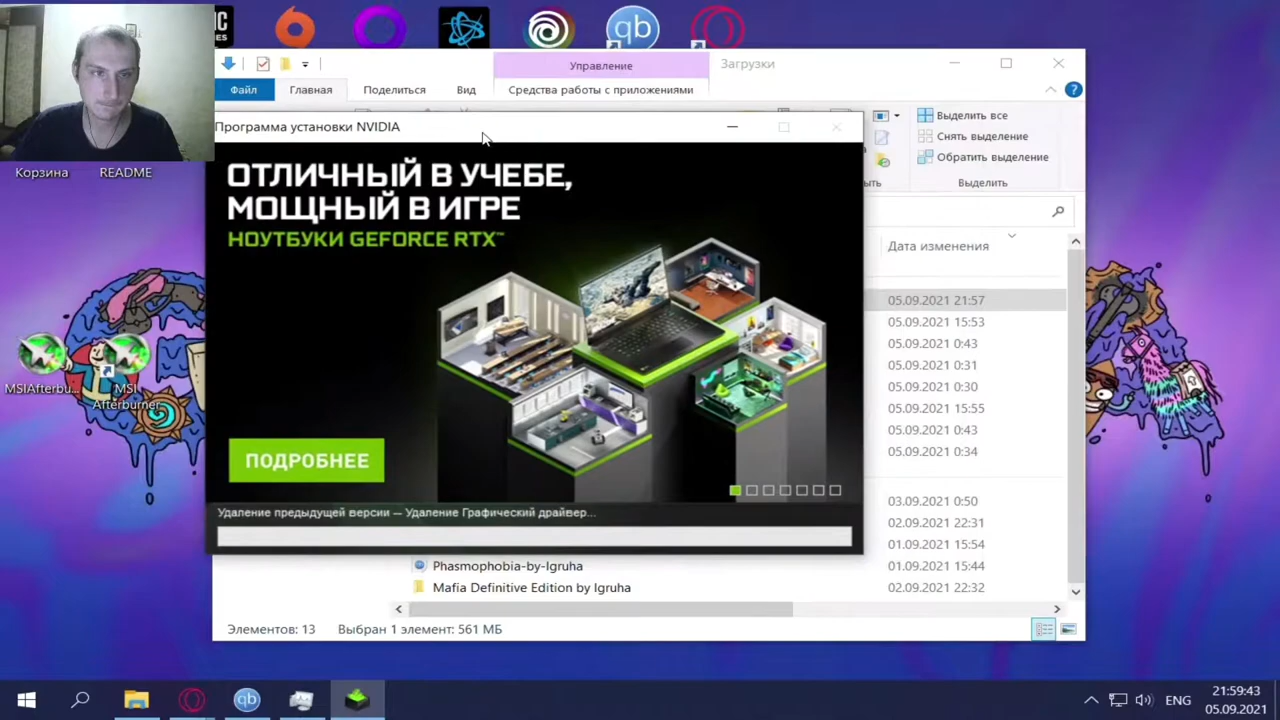 Управление
Загрузки
Файл
Главная
Поделиться
Вид
Средства работы с приложениями
Выделить все
Снять выделение
Обратить выделение
Выделить
Программа установки NVIDIA
ОТЛИЧНЫЙ В УЧЕБЕ,
МОЩНЫЙ В ИГРЕ
НОУТБУКИ GEFORCE RTX™
ПОДРОБНЕЕ
Удаление предыдущей версии — Удаление Графический драйвер...
Корзина
README
MSIAfterbu...
MSI
Afterburner
Дата изменения
05.09.2021 21:57
05.09.2021 15:53
05.09.2021 0:43
05.09.2021 0:31
05.09.2021 0:30
05.09.2021 15:55
05.09.2021 0:43
05.09.2021 0:34
03.09.2021 0:50
02.09.2021 22:31
01.09.2021 15:54
Phasmophobia-by-Igruha
01.09.2021 15:44
Mafia Definitive Edition by Igruha
02.09.2021 22:32
Элементов: 13
Выбран 1 элемент: 561 МБ
qb
qb
ENG
21:59:43
05.09.2021